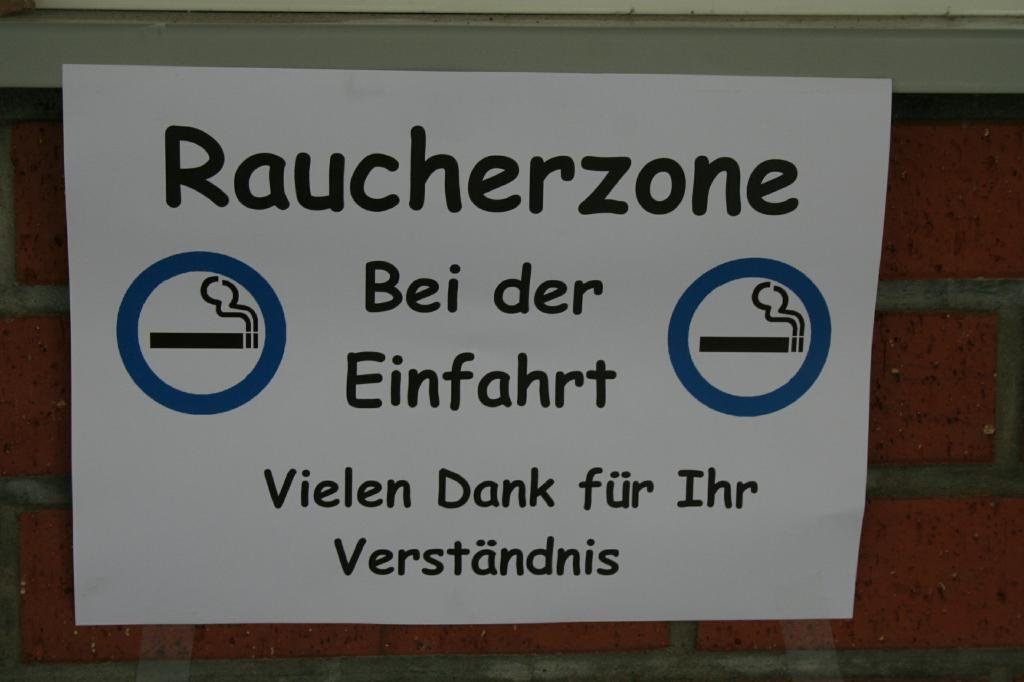 Raucherzone
Bei der
Einfahrt
Vielen Dank für Ihr
Verständnis